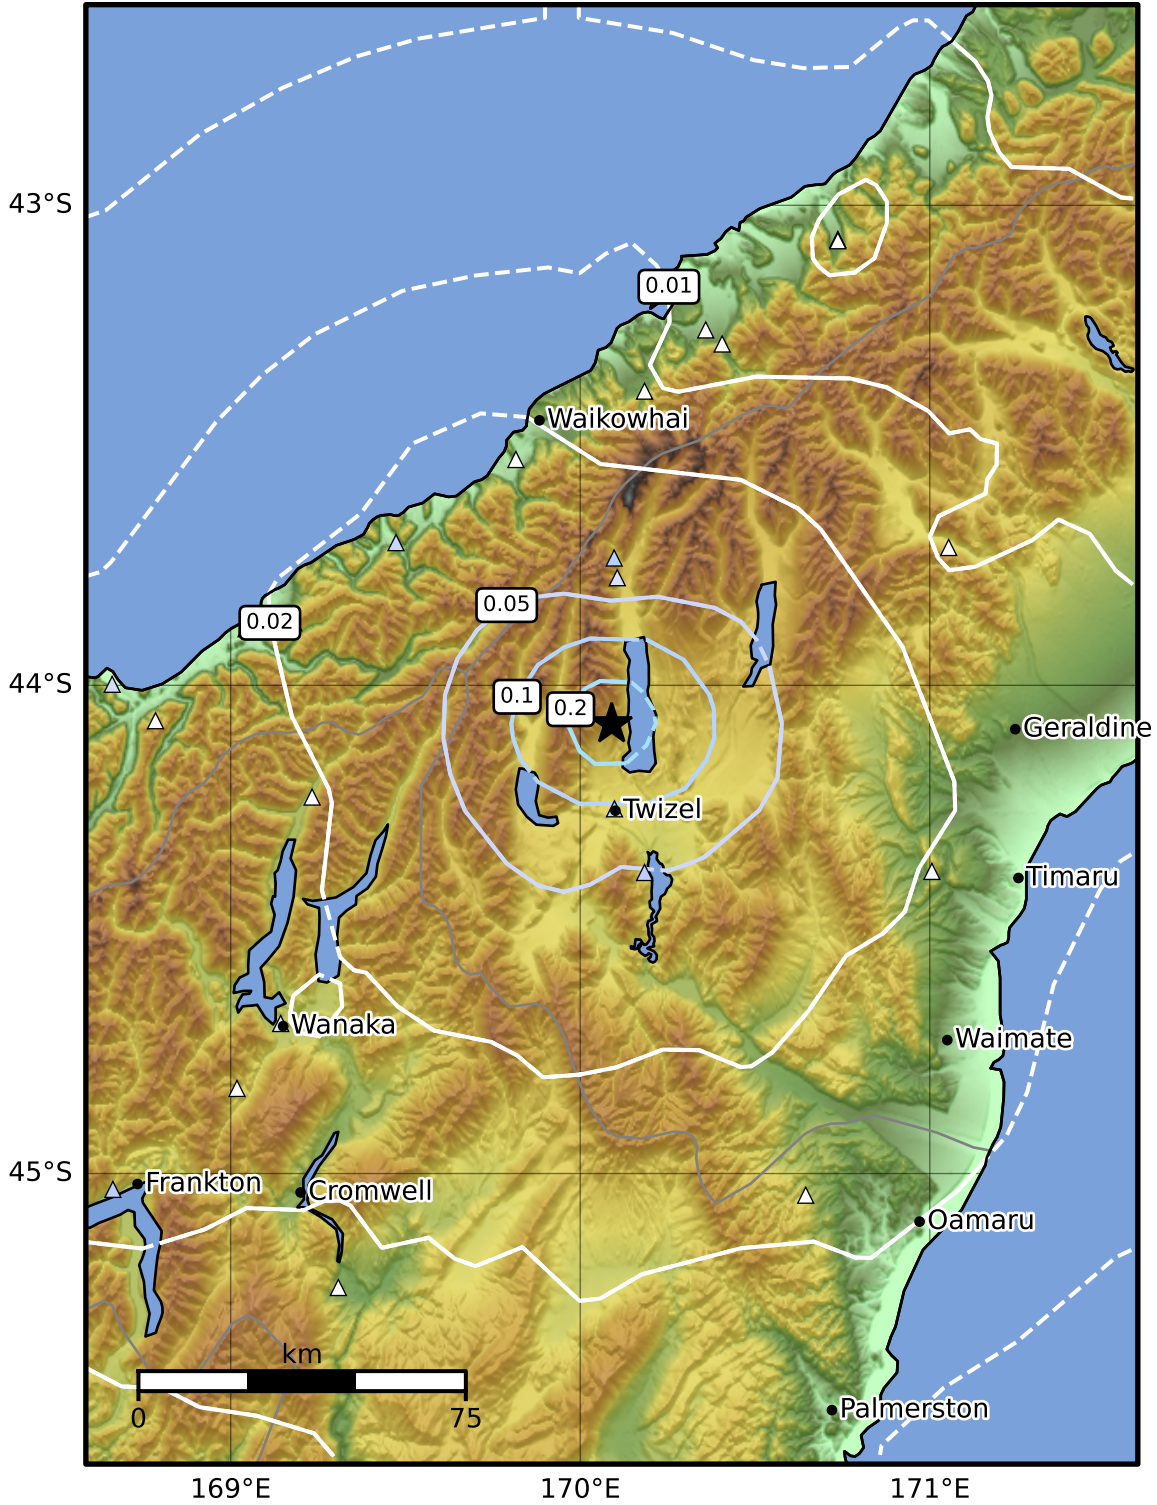 43°S
0.01
Waikowhai
0.05
0.02
44°S
0.1
0.2
Geraldine
Twizel
Timaru
Wanaka
Waimate
45°S
Frankton
Cromwell
Oamaru
km
0
75
Palmerston
169°E
170°E
171°E